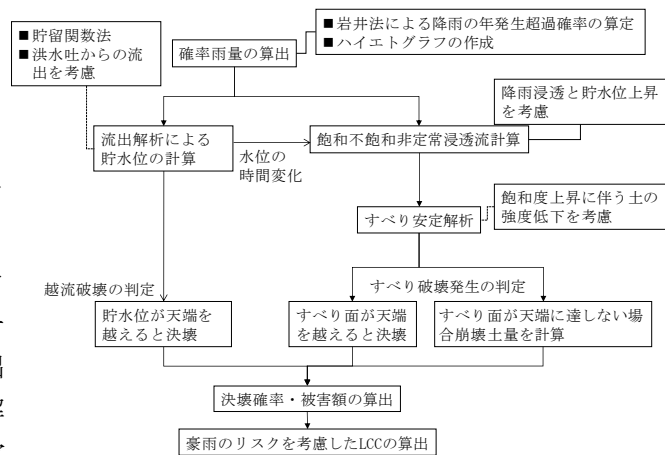 ■貯留関数法
■洪水吐からの流
出を考慮
確率雨量の算出
■岩井法による降雨の年発生超過確率の算定
■ハイエトグラフの作成
降雨浸透と貯水位上昇
を考慮
流出解析による
貯水位の計算
水位の
時間変化
飽和不飽和非定常浸透流計算
飽和度上昇に伴う土の
強度低下を考慮
すべり安定解析
越流破壊の判定
すべり破壊発生の判定
貯水位が天端を
越えると決壊
すべり面が天端
を越えると決壊
すべり面が天端に達しない場
合崩壊土量を計算
決壊確率・被害額の算出
豪雨のリスクを考慮したLCCの算出